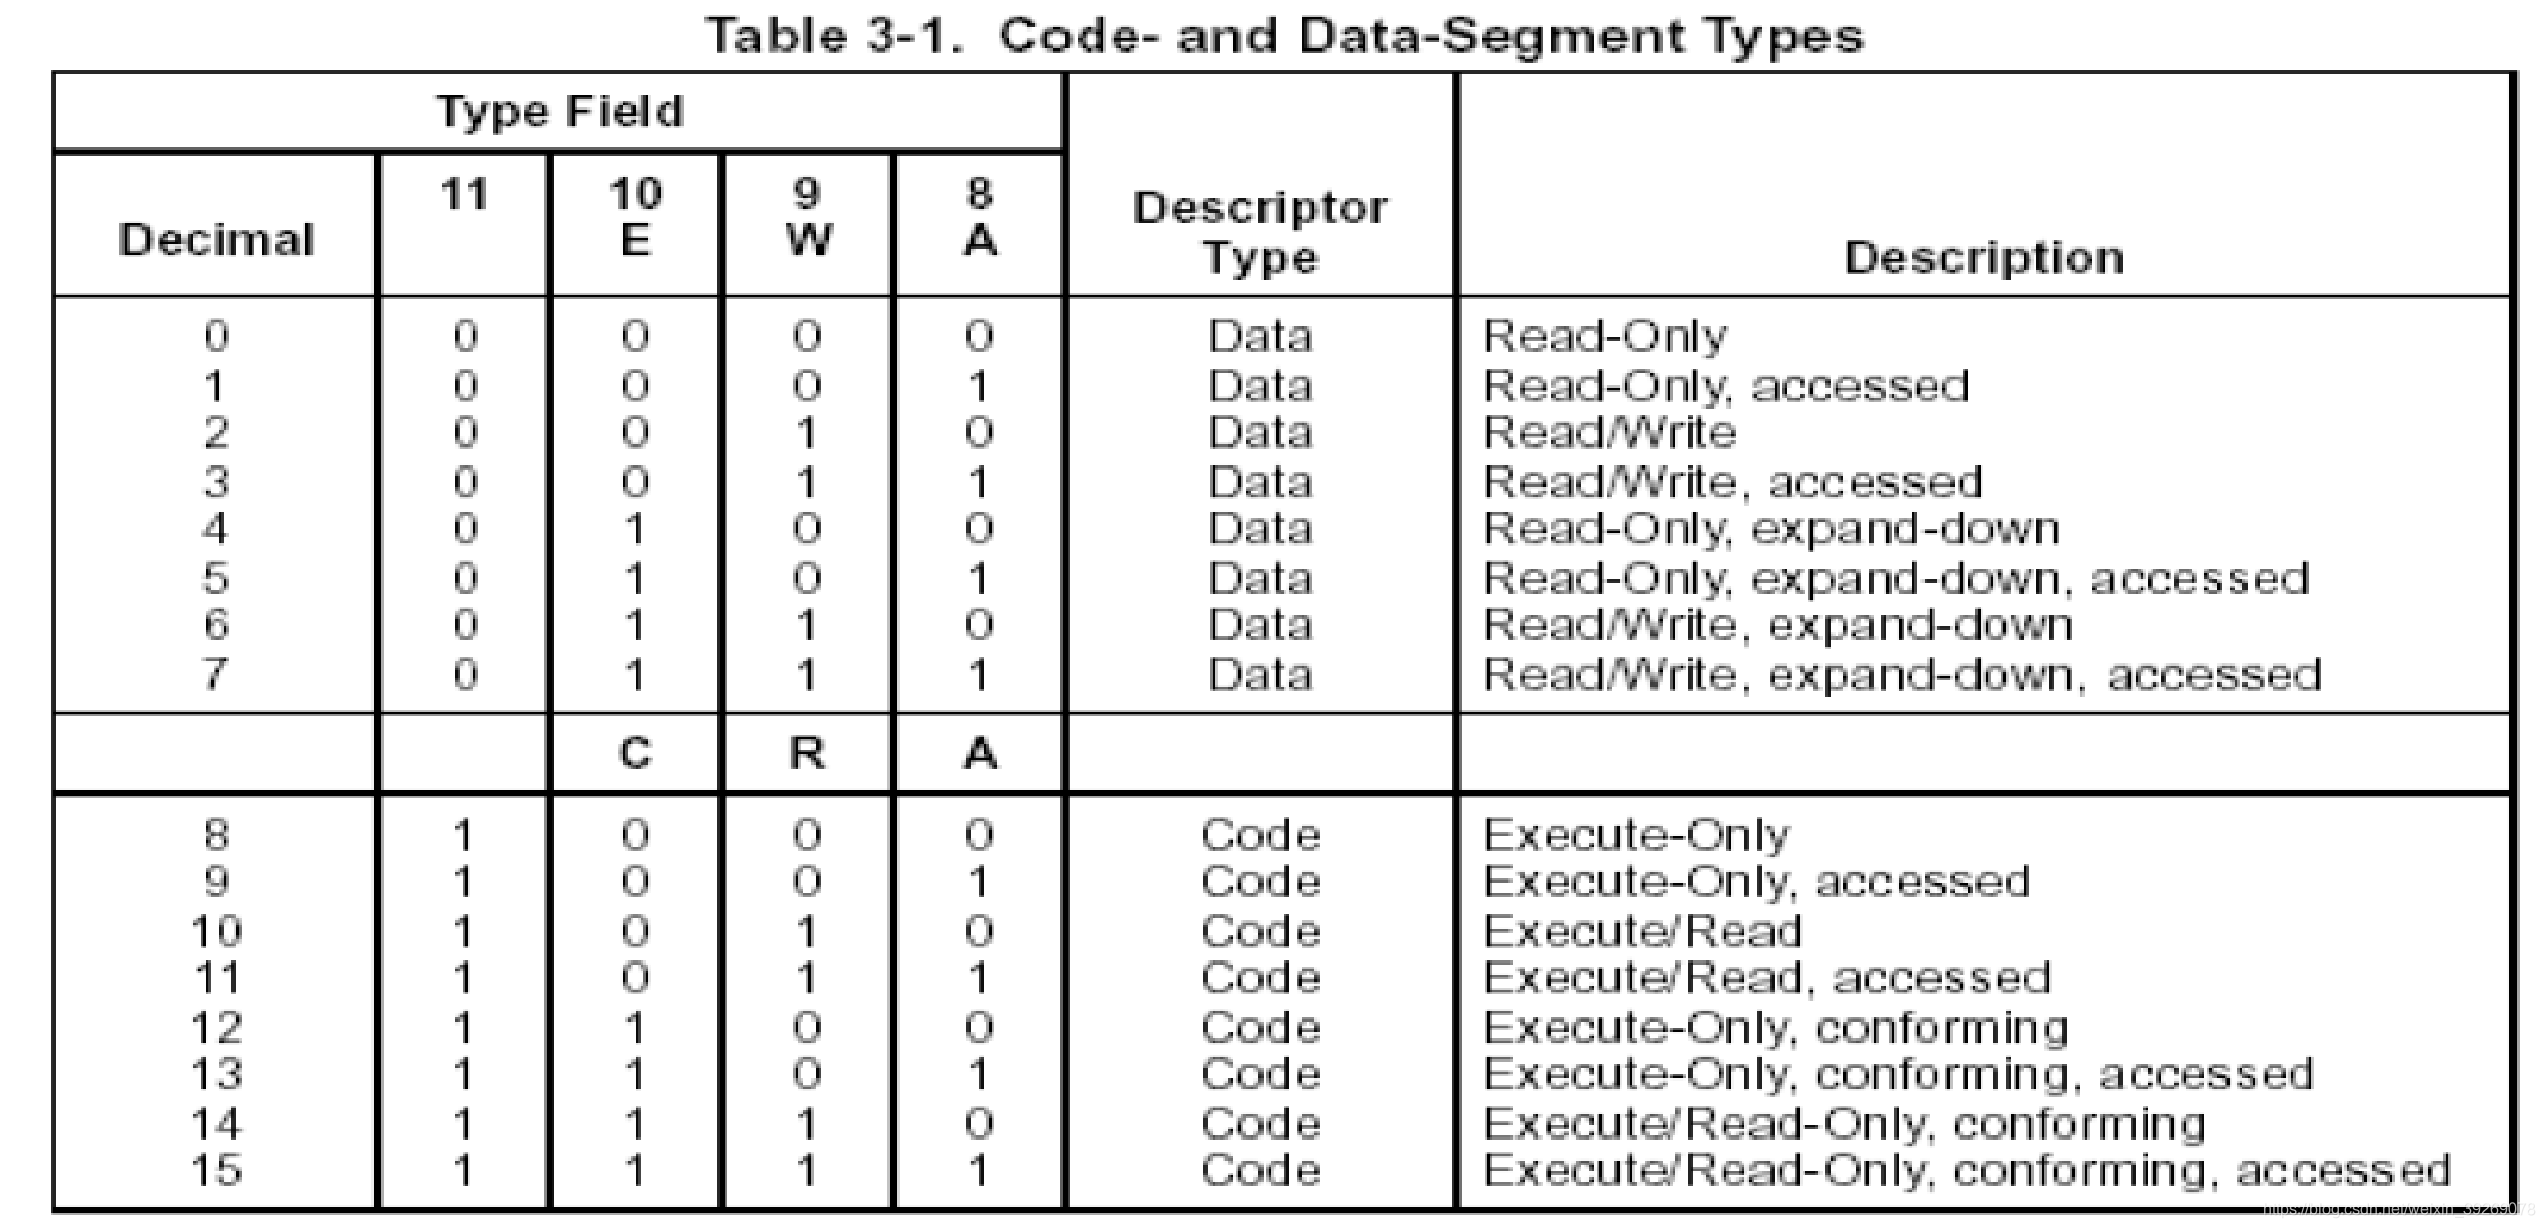 Table 3-1. Code- and Data-Segment Types
Type Field
Decimal 11 10 E 9 W 8 A Descriptor Type Description
0 0 0 0 0 Data Read-Only
1 0 0 0 1 Data Read-Only, accessed
2 0 0 1 0 Data Read/Write
3 0 0 1 1 Data Read/Write, accessed
4 0 1 0 0 Data Read-Only, expand-down
5 0 1 0 1 Data Read-Only, expand-down, accessed
6 0 1 1 0 Data Read/Write, expand-down
7 0 1 1 1 Data Read/Write, expand-down, accessed
C R A
8 1 0 0 0 Code Execute-Only
9 1 0 0 1 Code Execute-Only, accessed
10 1 0 1 0 Code Execute/Read
11 1 0 1 1 Code Execute/Read, accessed
12 1 1 0 0 Code Execute-Only, conforming
13 1 1 0 1 Code Execute-Only, conforming, accessed
14 1 1 1 0 Code Execute/Read-Only, conforming
15 1 1 1 1 Code Execute/Read-Only, conforming, accessed